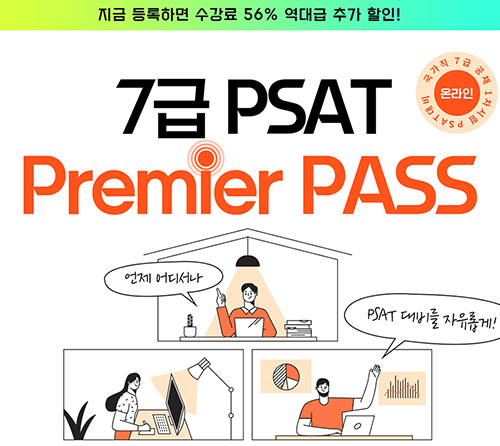 지금 등록하면 수강료 56% 역대급 추가 할인!
국가직 7급 공채 1차시험 PSAT대비
온라인
7급 PSAT
Premier PASS
언제 어디서나
PSAT 대비를 자유롭게!